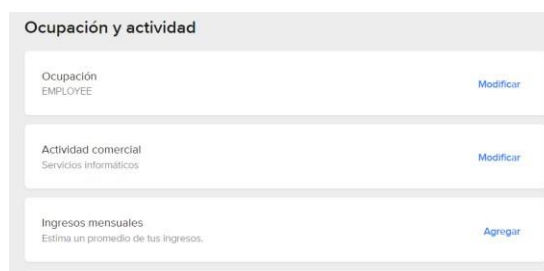 Ocupación y actividad
Ocupación
EMPLOYEE
Modificar
Actividad comercial
Servicios informáticos
Modificar
Ingresos mensuales
Estima un promedio de tus ingresos.
Agregar